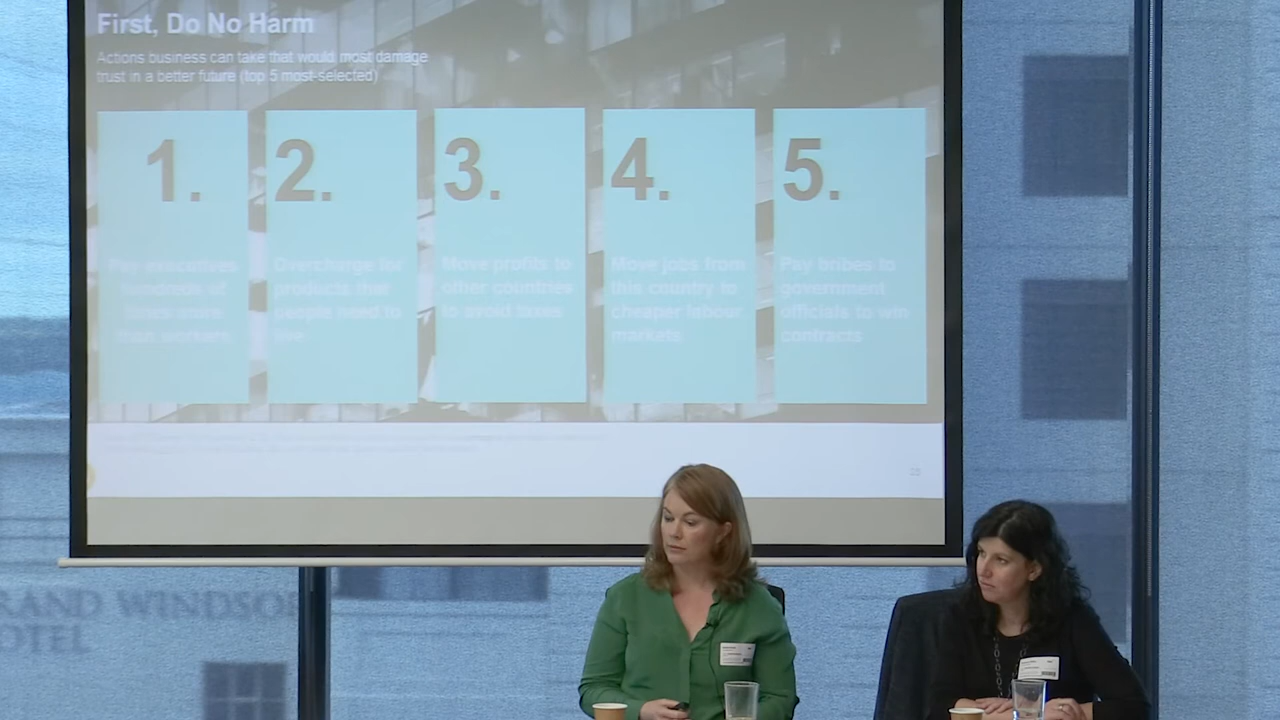 First, Do No Harm
Actions business can take that would most damage
trust in a better future (top 5 most-selected)
1.
Pay executives
hundreds of
times more
than workers
2.
Overcharge for
products that
people need to
live
3.
Move profits to
other countries
to avoid taxes
4.
Move jobs from
this country to
cheaper labour
markets
5.
Pay bribes to
government
officials to win
contracts
RAND WINDSO
OTEL